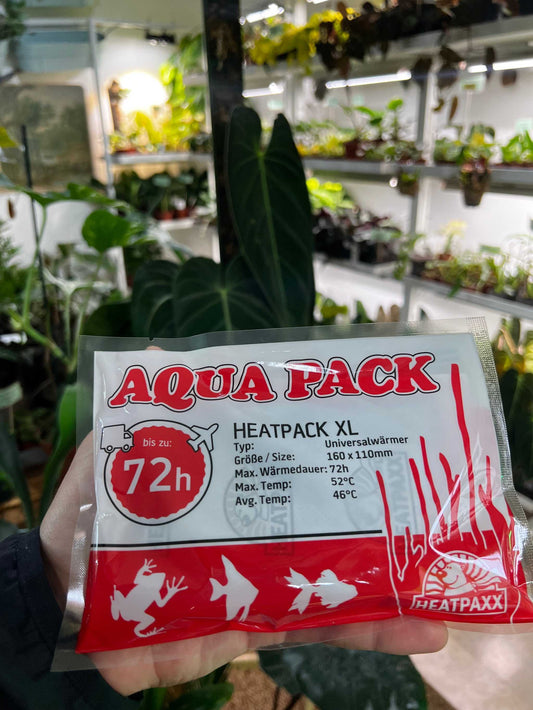 AQUA PACK
bis zu:
72h
HEATPACK XL
Typ: Universalwärmer
Größe / Size: 160 x 110mm
Max. Wärmedauer: 72h
Max. Temp: 52°C
Avg. Temp: 46°C
HEATPAXX